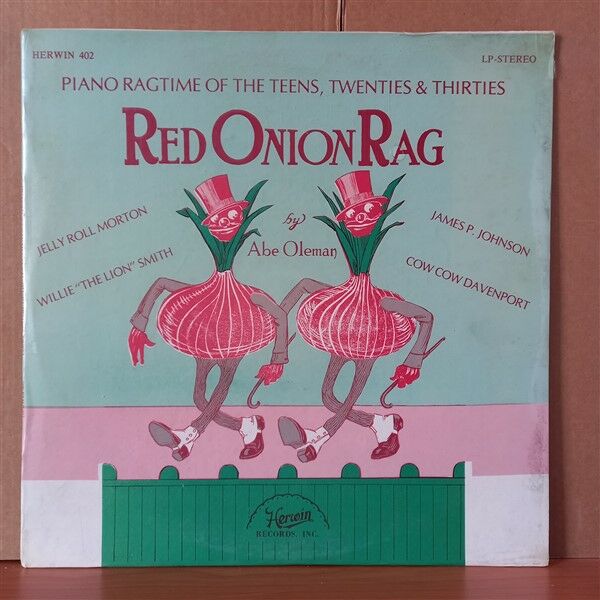 HERWIN 402
LP-STEREO
PIANO RAGTIME OF THE TEENS, TWENTIES & THIRTIES
RED ONION RAG
by
Abe Oleman
JELLY ROLL MORTON
WILLIE "THE LION" SMITH
JAMES P. JOHNSON
COW COW DAVENPORT
Herwin
RECORDS, INC.